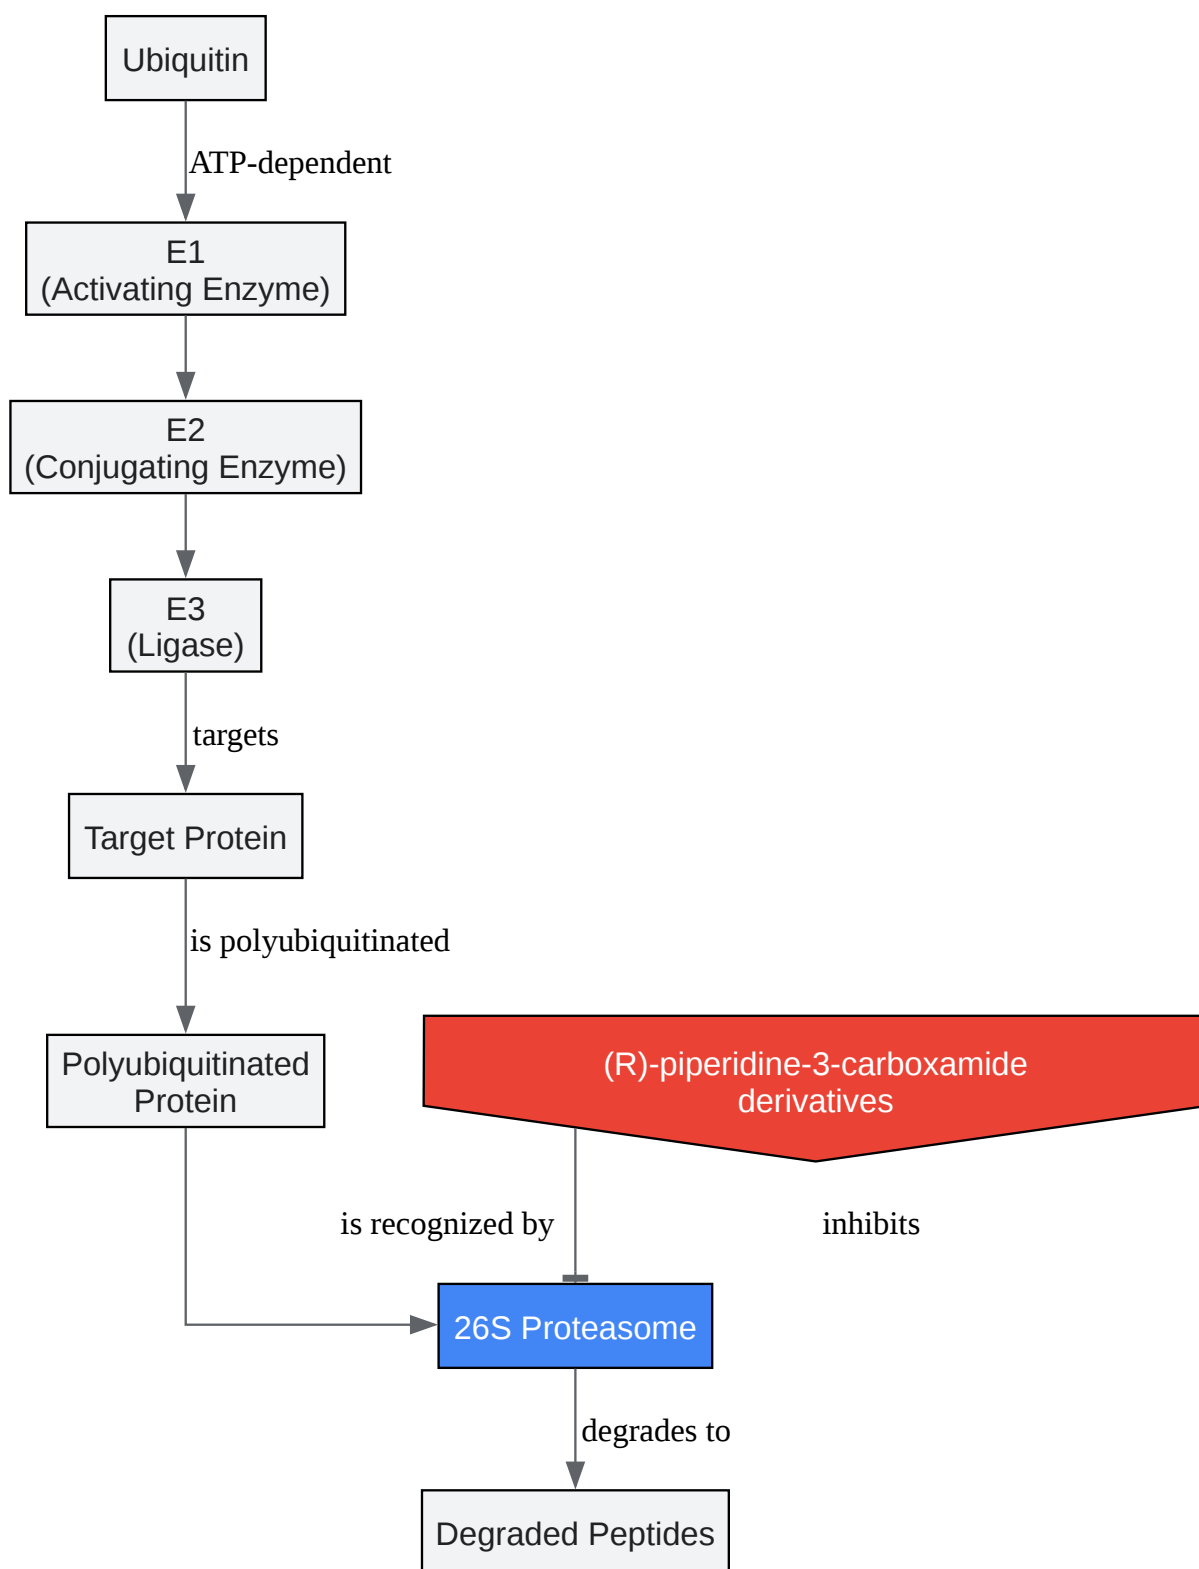 Ubiquitin
ATP-dependent
E1
(Activating Enzyme)
E2
(Conjugating Enzyme)
E3
(Ligase)
targets
Target Protein
is polyubiquitinated
Polyubiquitinated
Protein
(R)-piperidine-3-carboxamide
derivatives
is recognized by
inhibits
26S Proteasome
degrades to
Degraded Peptides